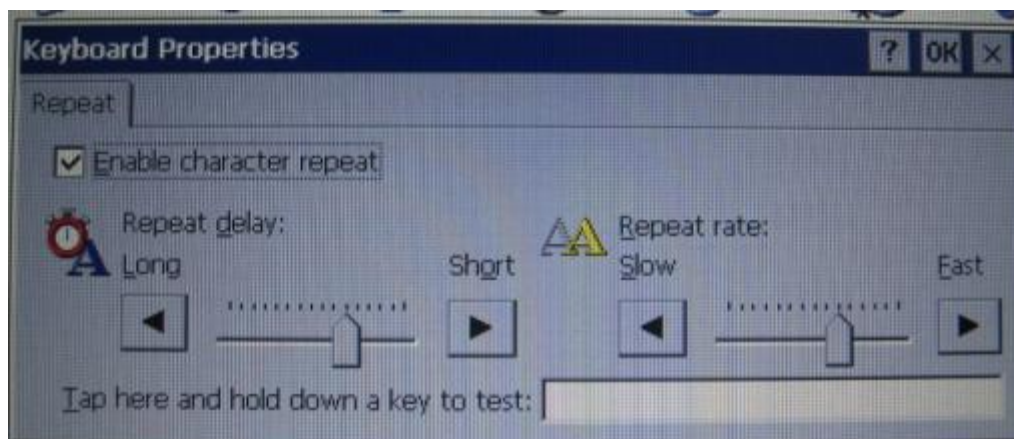 Keyboard Properties ? OK ×
Repeat
Enable character repeat
Repeat delay: Repeat rate:
Long Short Slow Fast
Tap here and hold down a key to test: